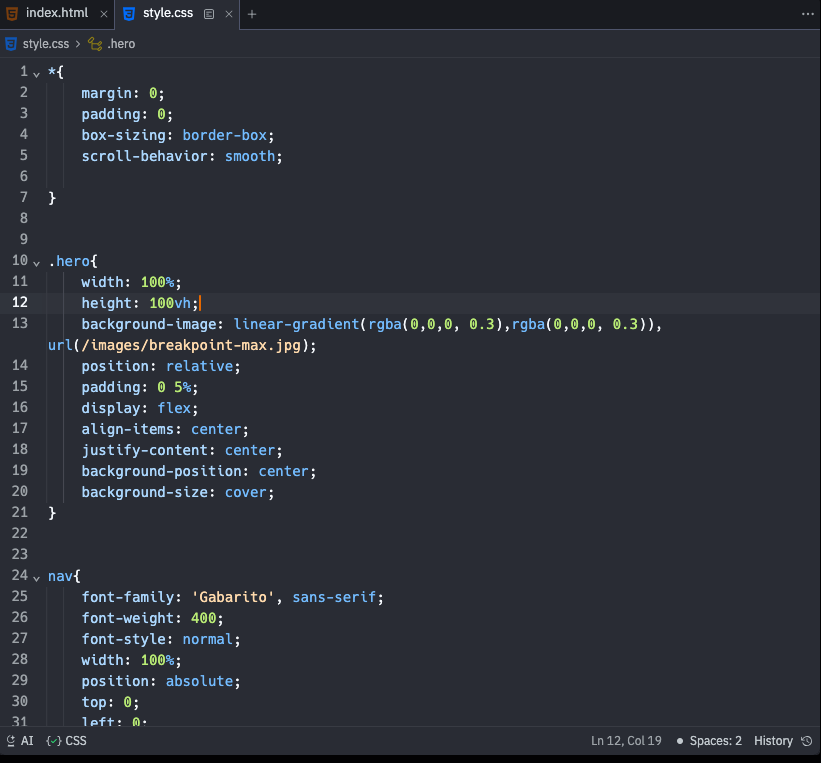 index.html × style.css × + ...
style.css > .hero
1 *{
2 margin: 0;
3 padding: 0;
4 box-sizing: border-box;
5 scroll-behavior: smooth;
6
7 }
8
9
10 .hero{
11 width: 100%;
12 height: 100vh;
13 background-image: linear-gradient(rgba(0,0,0, 0.3),rgba(0,0,0, 0.3)),
url(/images/breakpoint-max.jpg);
14 position: relative;
15 padding: 0 5%;
16 display: flex;
17 align-items: center;
18 justify-content: center;
19 background-position: center;
20 background-size: cover;
21 }
22
23
24 nav{
25 font-family: 'Gabarito', sans-serif;
26 font-weight: 400;
27 font-style: normal;
28 width: 100%;
29 position: absolute;
30 top: 0;
31 left: 0;
AI {} CSS Ln 12, Col 19 Spaces: 2 History